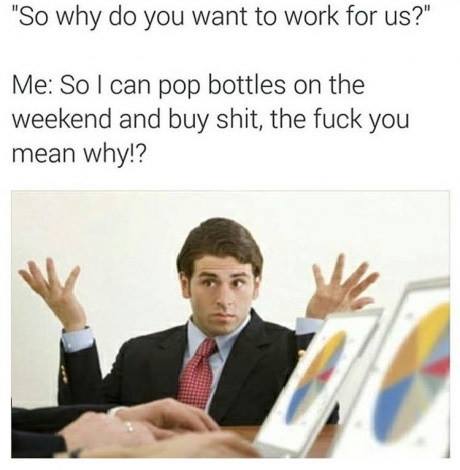 "So why do you want to work for us?"
Me: So I can pop bottles on the
weekend and buy shit, the fuck you
mean why!?